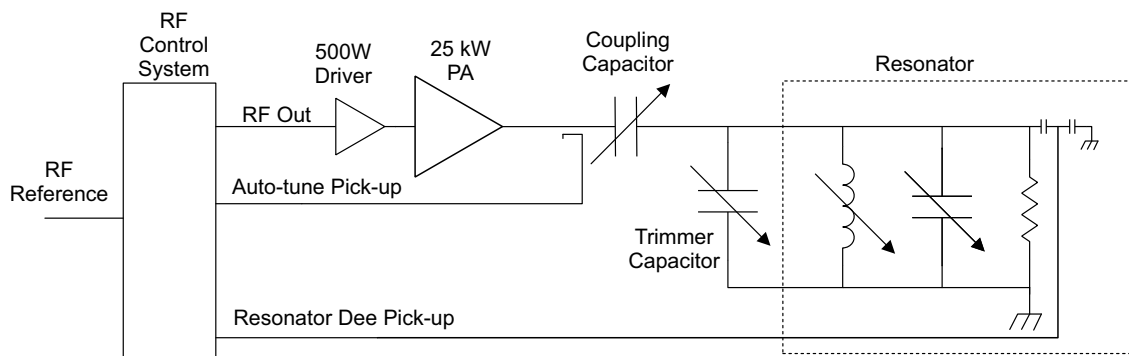 RF
Control
System
500W
Driver
25 kW
PA
Coupling
Capacitor
Resonator
RF Out
RF
Reference
Auto-tune Pick-up
Trimmer
Capacitor
Resonator Dee Pick-up